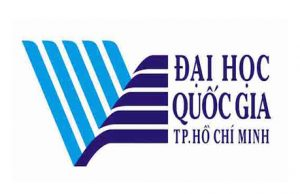 ĐẠI HỌC
QUỐC GIA
TP.HỒ CHÍ MINH